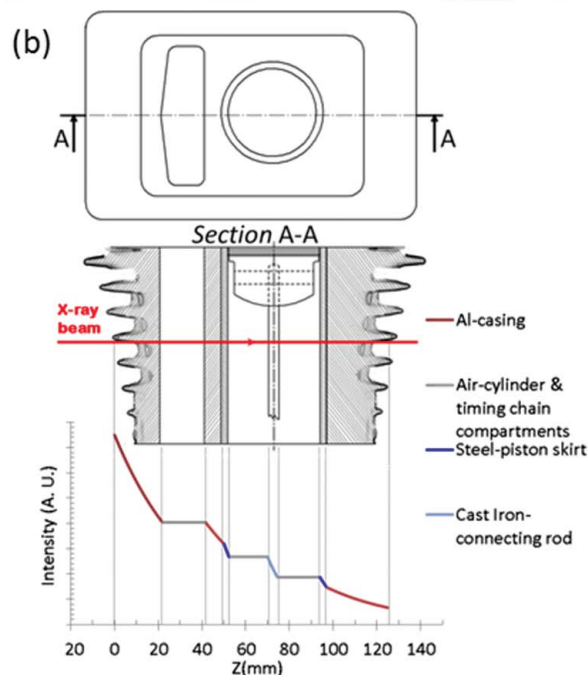 (b)
A
A
Section A-A
X-ray
beam
Al-casing
Air-cylinder &
timing chain
compartments
Steel-piston skirt
Cast Iron-
connecting rod
Intensity (A. U.)
20
0
20
40
60
80
100
120
140
Z(mm)